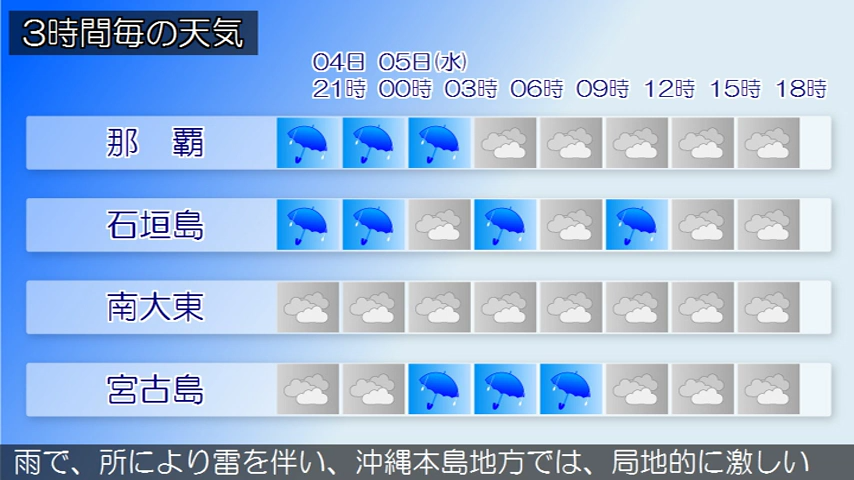 3時間毎の天気
04日 05日(水)
21時 00時 03時 06時 09時 12時 15時 18時
那　覇
石垣島
南大東
宮古島
雨で、所により雷を伴い、沖縄本島地方では、局地的に激しい